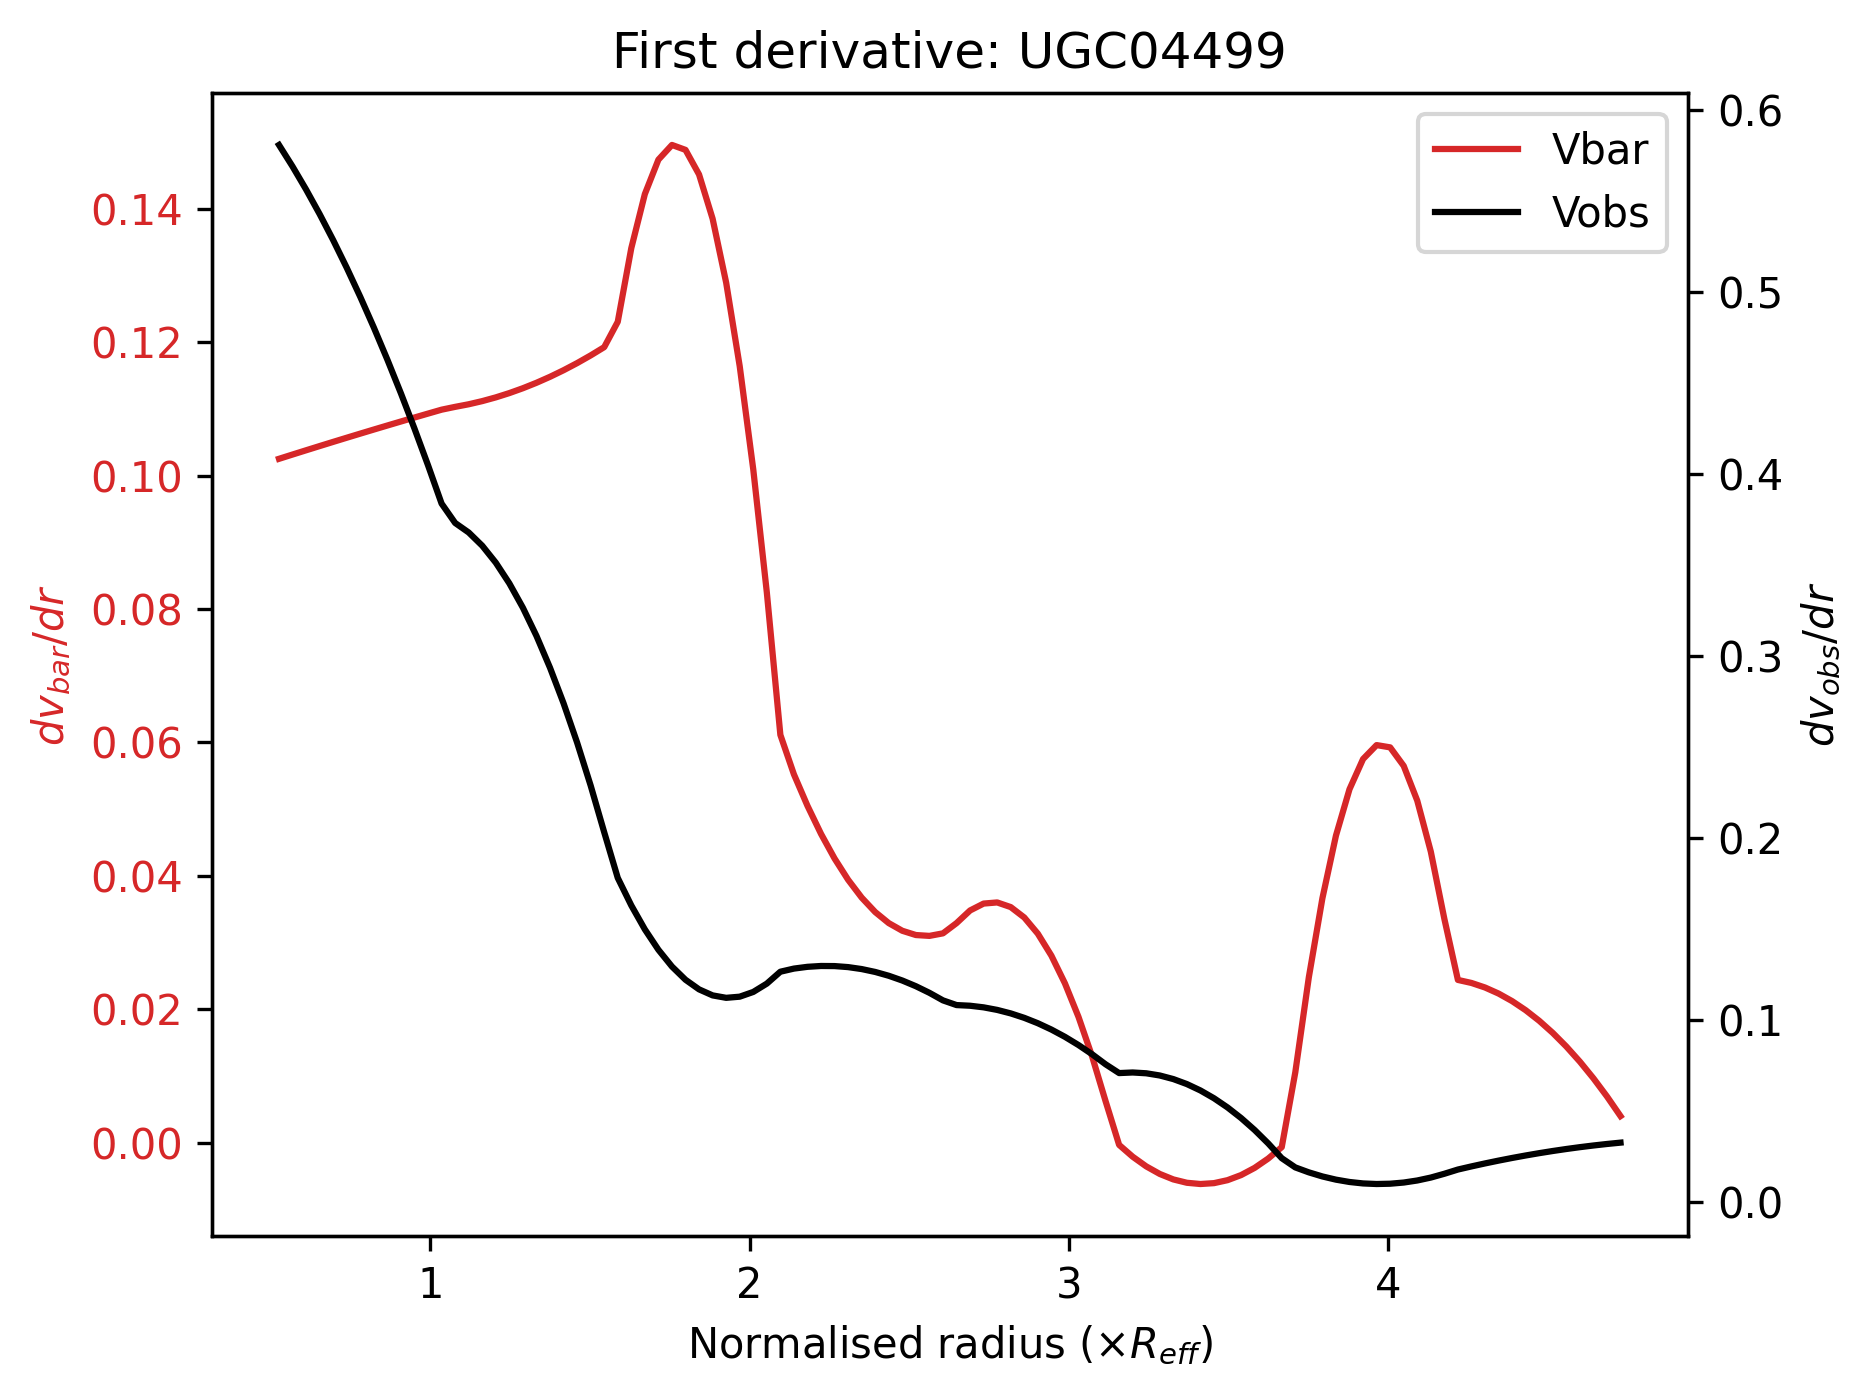 First derivative: UGC04499
Vbar
Vobs
0.14
0.12
0.10
0.08
0.06
0.04
0.02
0.00
dv_bar/dr
0.6
0.5
0.4
0.3
0.2
0.1
0.0
dv_obs/dr
1 2 3 4
Normalised radius (×R_eff)